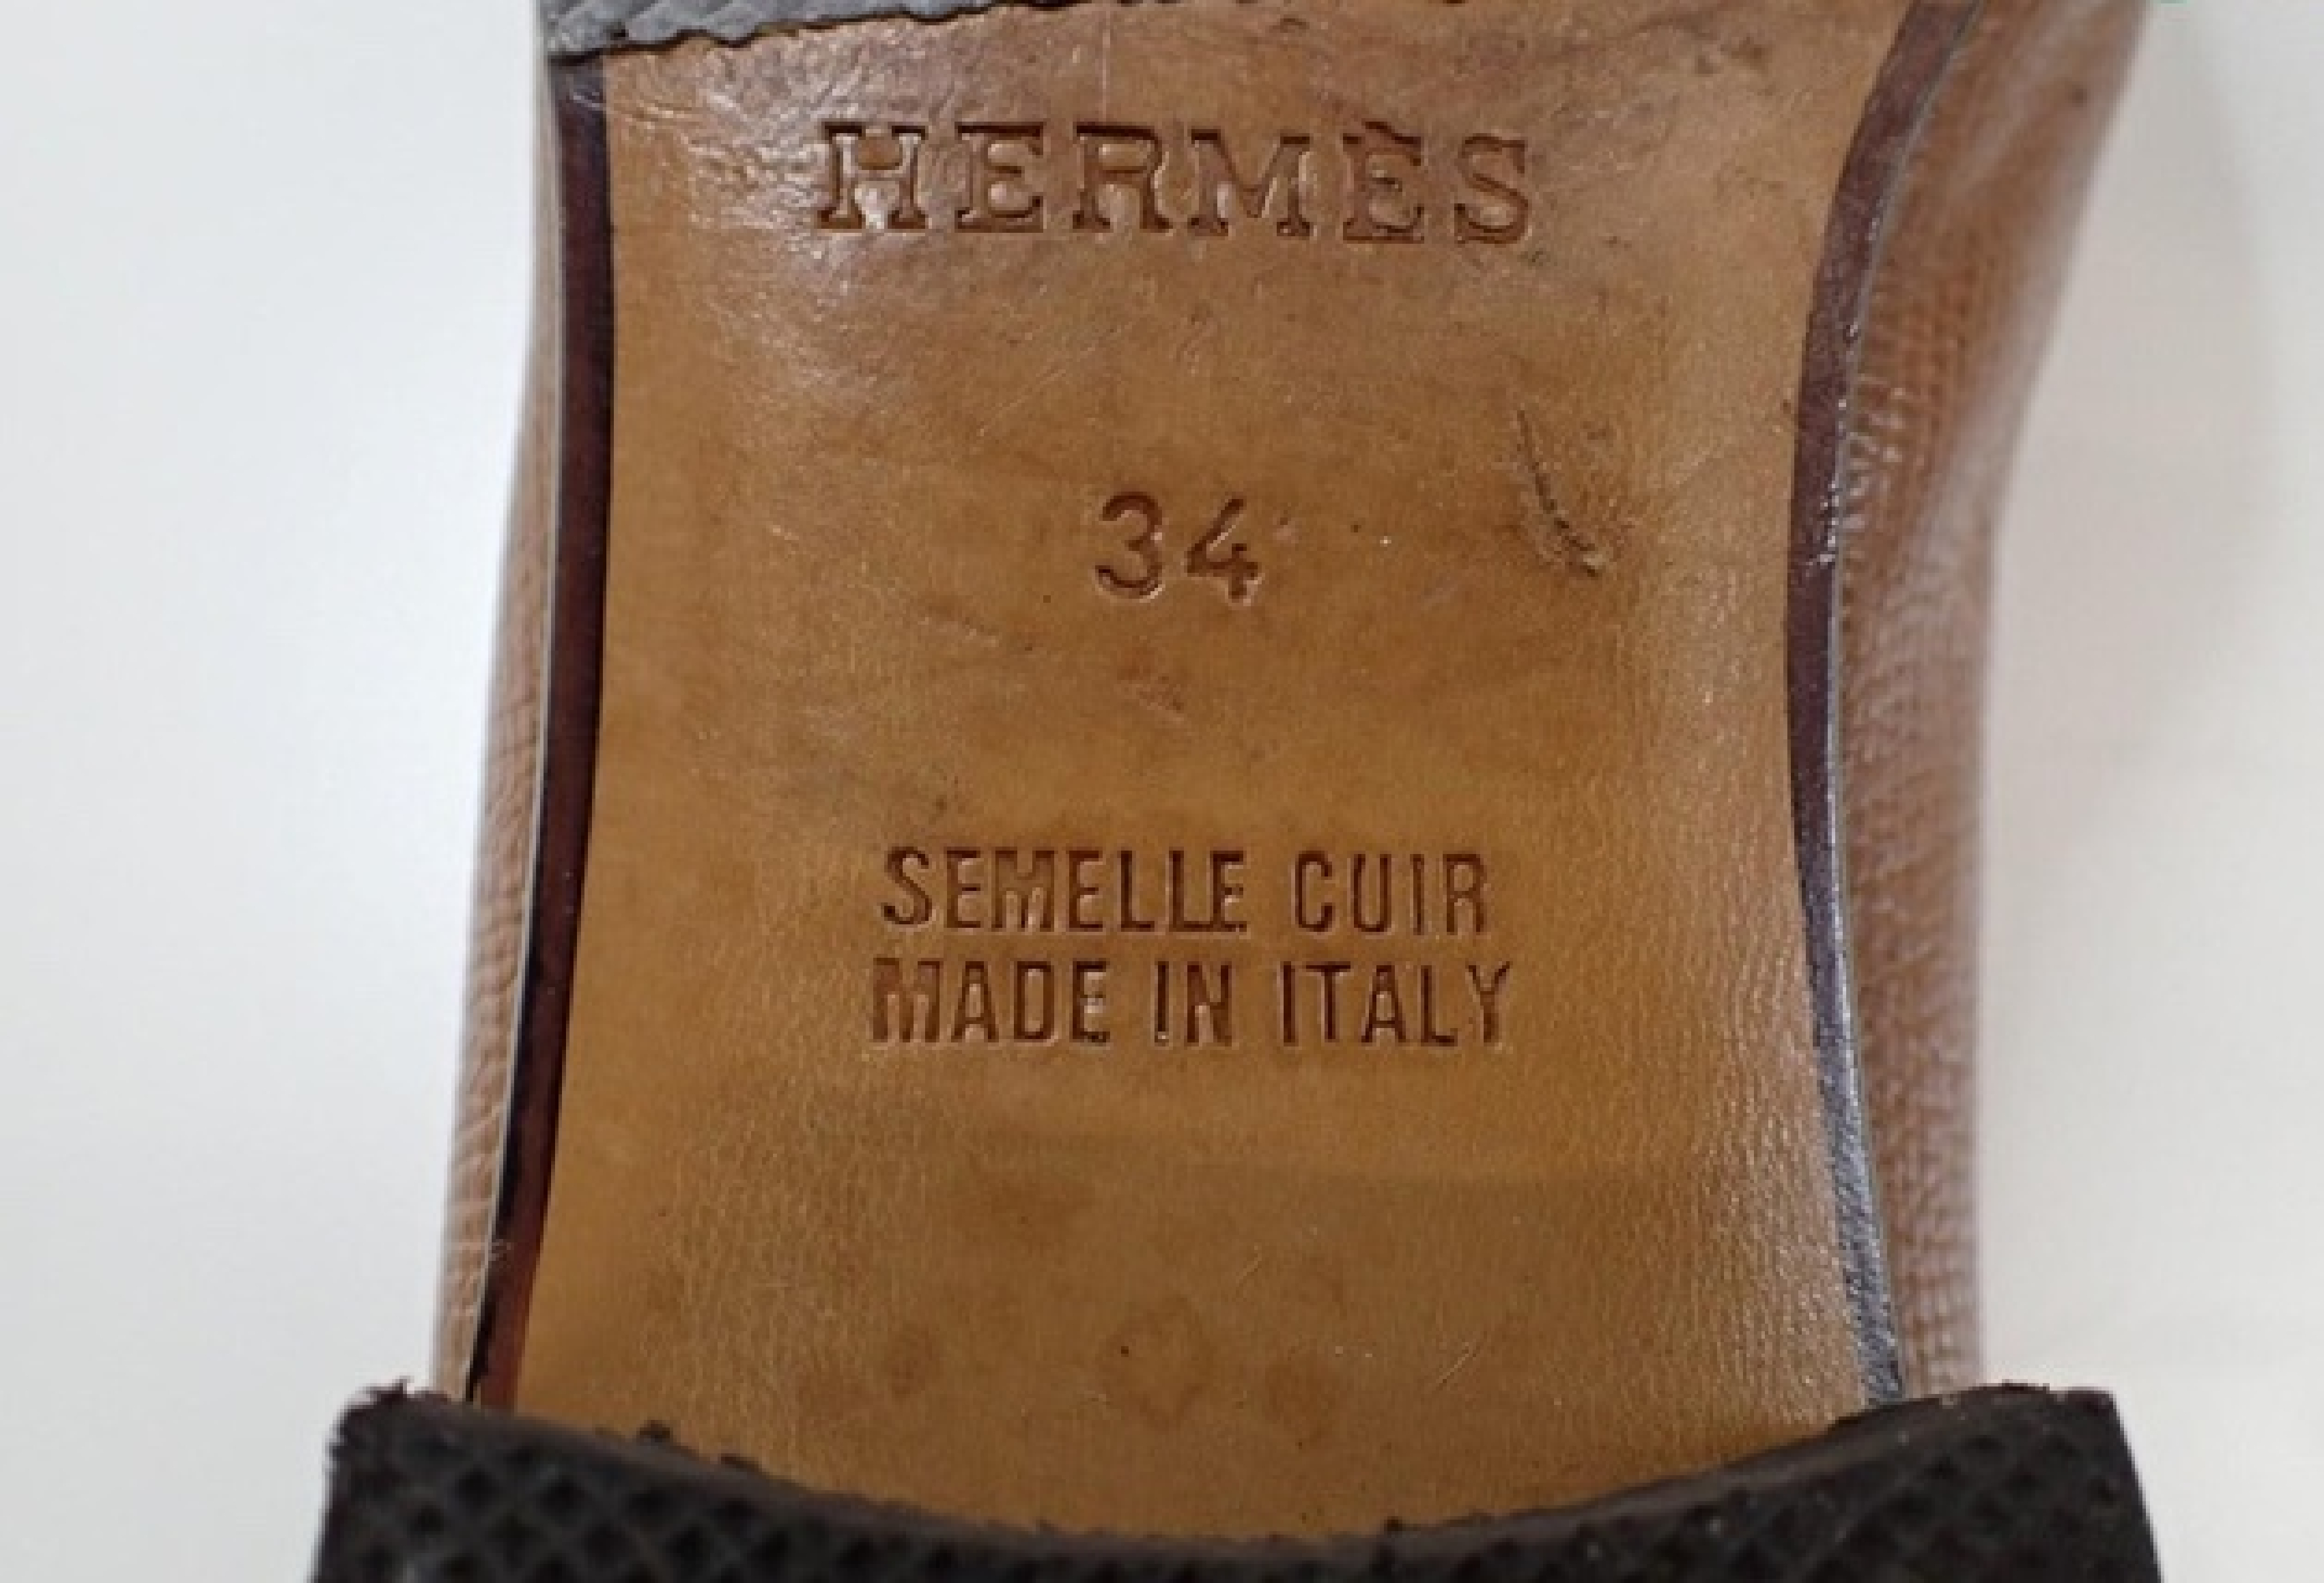 HERMÈS
34
SEMELLE CUIR
MADE IN ITALY